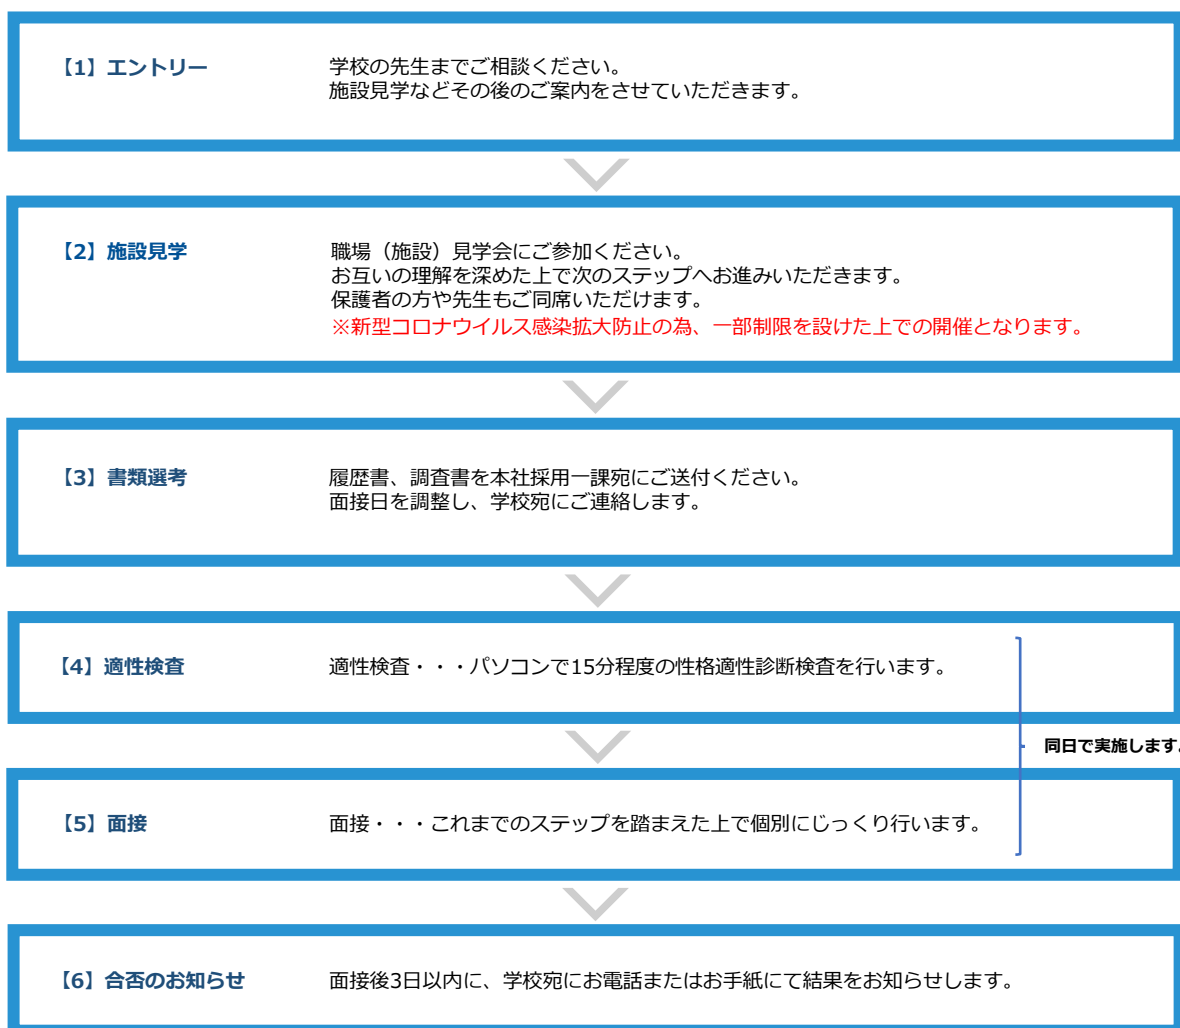 【1】エントリー
学校の先生までご相談ください。
施設見学などその後のご案内をさせていただきます。
【2】施設見学
職場（施設）見学会にご参加ください。
お互いの理解を深めた上で次のステップへお進みいただきます。
保護者の方や先生もご同席いただけます。
※新型コロナウイルス感染拡大防止の為、一部制限を設けた上での開催となります。
【3】書類選考
履歴書、調査書を本社採用一課宛にご送付ください。
面接日を調整し、学校宛にご連絡します。
【4】適性検査
適性検査・・・パソコンで15分程度の性格適性診断検査を行います。
同日で実施します。
【5】面接
面接・・・これまでのステップを踏まえた上で個別にじっくり行います。
【6】合否のお知らせ
面接後3日以内に、学校宛にお電話またはお手紙にて結果をお知らせします。